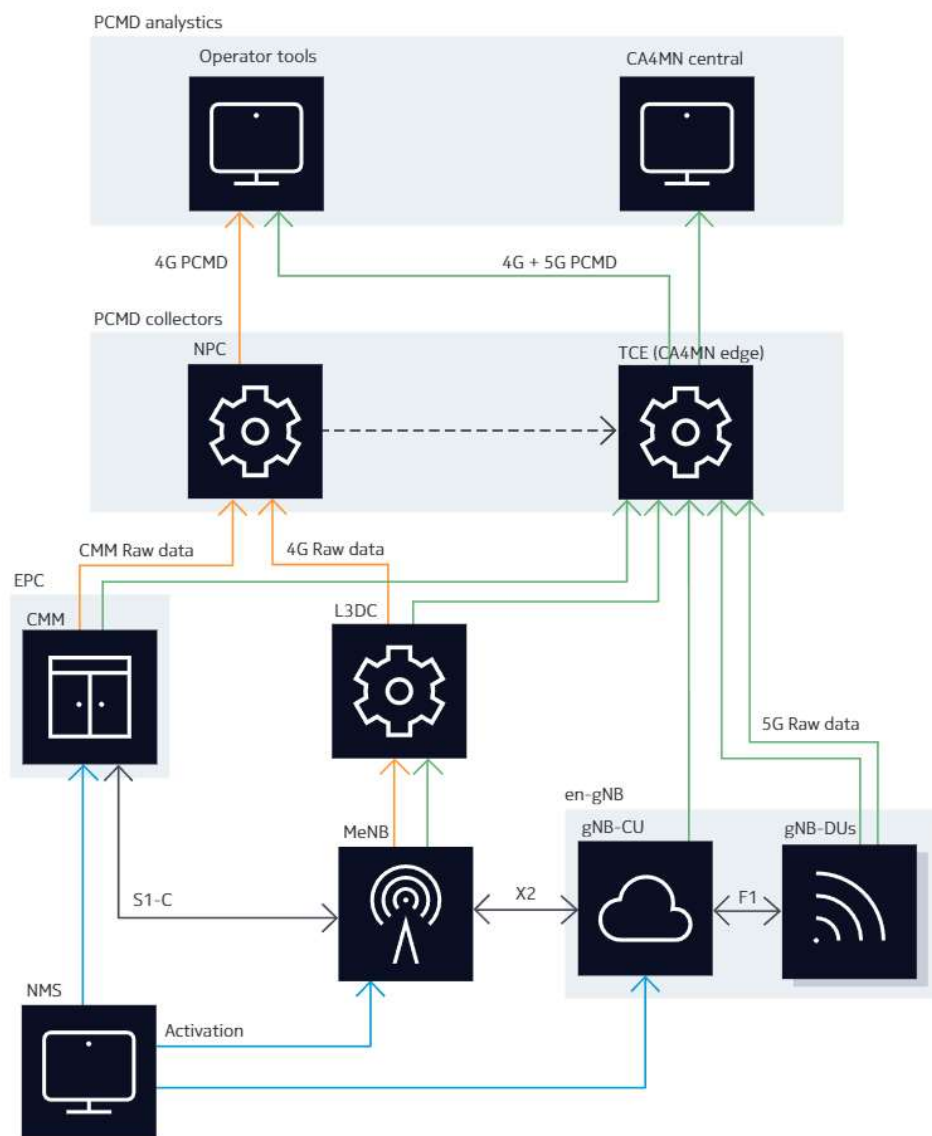 PCMD analystics
Operator tools
CA4MN central
4G PCMD
4G + 5G PCMD
PCMD collectors
NPC
TCE (CA4MN edge)
CMM Raw data
4G Raw data
EPC
CMM
L3DC
5G Raw data
en-gNB
MeNB
gNB-CU
gNB-DUs
S1-C
X2
F1
NMS
Activation